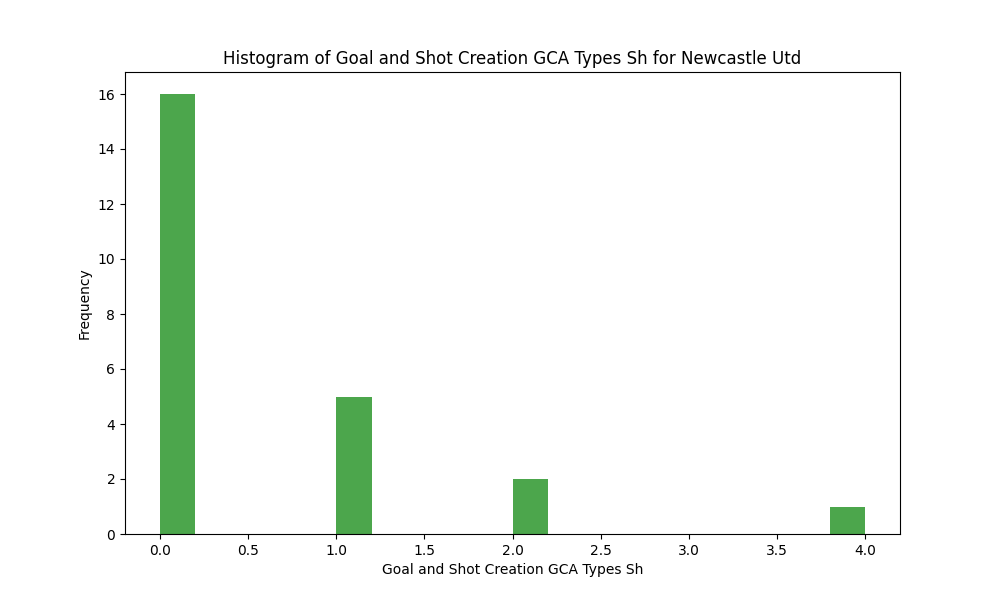 Histogram of Goal and Shot Creation GCA Types Sh for Newcastle Utd
16
14
12
10
8
6
4
2
0
Frequency
0.0 0.5 1.0 1.5 2.0 2.5 3.0 3.5 4.0
Goal and Shot Creation GCA Types Sh